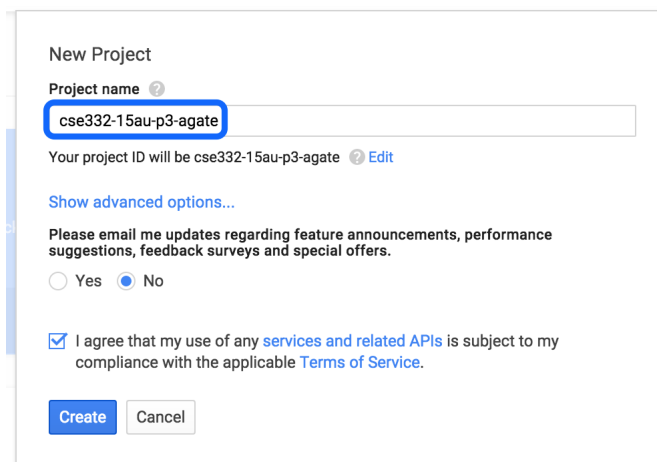 New Project
Project name ?
cse332-15au-p3-agate
Your project ID will be cse332-15au-p3-agate ? Edit
Show advanced options...
Please email me updates regarding feature announcements, performance
suggestions, feedback surveys and special offers.
Yes No
I agree that my use of any services and related APIs is subject to my
compliance with the applicable Terms of Service.
Create Cancel